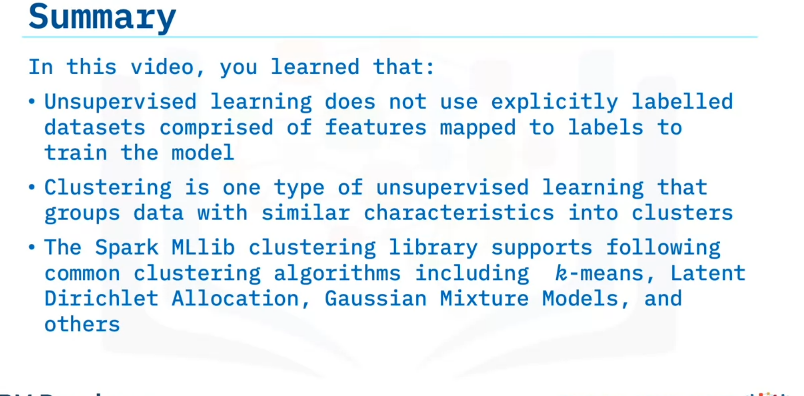 Summary
In this video, you learned that:
• Unsupervised learning does not use explicitly labelled
datasets comprised of features mapped to labels to
train the model
• Clustering is one type of unsupervised learning that
groups data with similar characteristics into clusters
• The Spark MLlib clustering library supports following
common clustering algorithms including k-means, Latent
Dirichlet Allocation, Gaussian Mixture Models, and
others